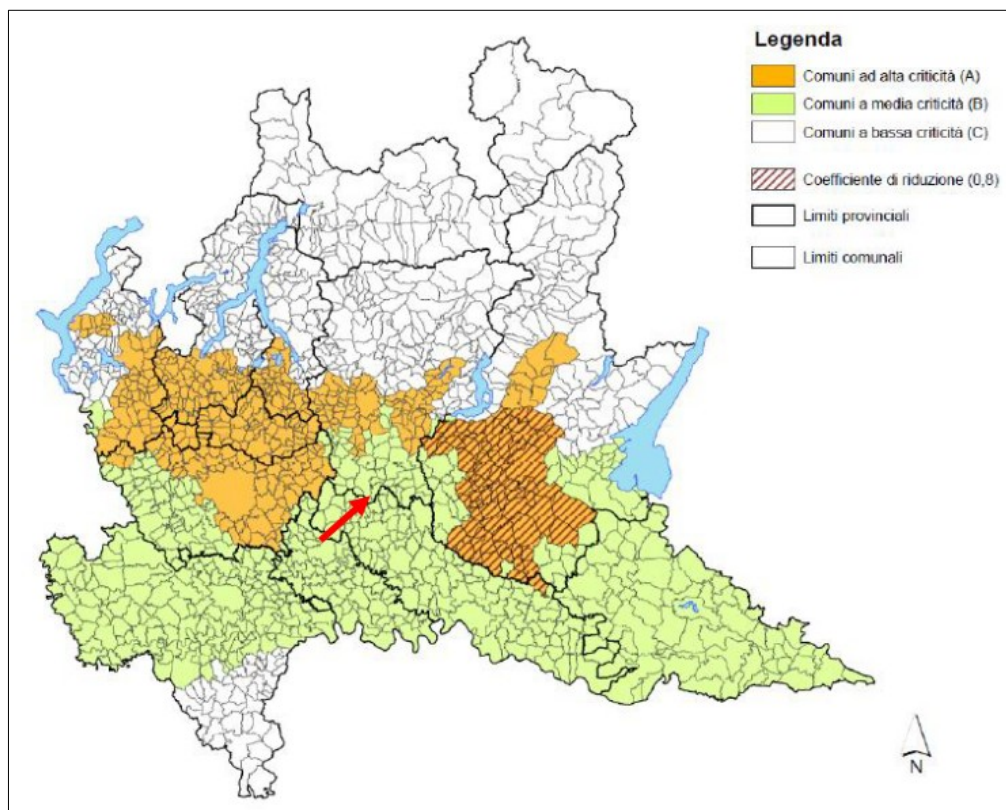 Legenda
Comuni ad alta criticità (A)
Comuni a media criticità (B)
Comuni a bassa criticità (C)
Coefficiente di riduzione (0,8)
Limiti provinciali
Limiti comunali
N